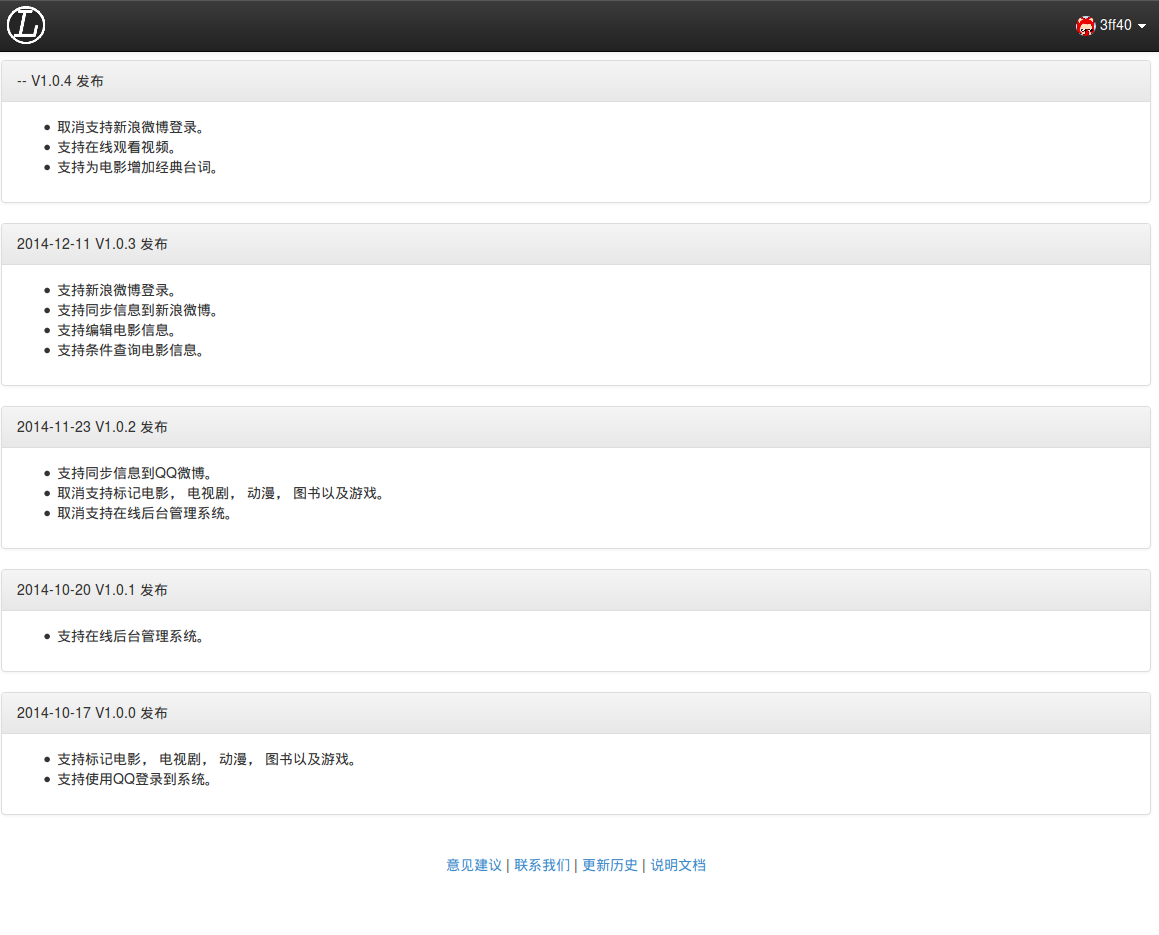 L
3ff40
-- V1.0.4 发布
取消支持新浪微博登录。
支持在线观看视频。
支持为电影增加经典台词。
2014-12-11 V1.0.3 发布
支持新浪微博登录。
支持同步信息到新浪微博。
支持编辑电影信息。
支持条件查询电影信息。
2014-11-23 V1.0.2 发布
支持同步信息到QQ微博。
取消支持标记电影， 电视剧， 动漫， 图书以及游戏。
取消支持在线后台管理系统。
2014-10-20 V1.0.1 发布
支持在线后台管理系统。
2014-10-17 V1.0.0 发布
支持标记电影， 电视剧， 动漫， 图书以及游戏。
支持使用QQ登录到系统。
意见建议 | 联系我们 | 更新历史 | 说明文档